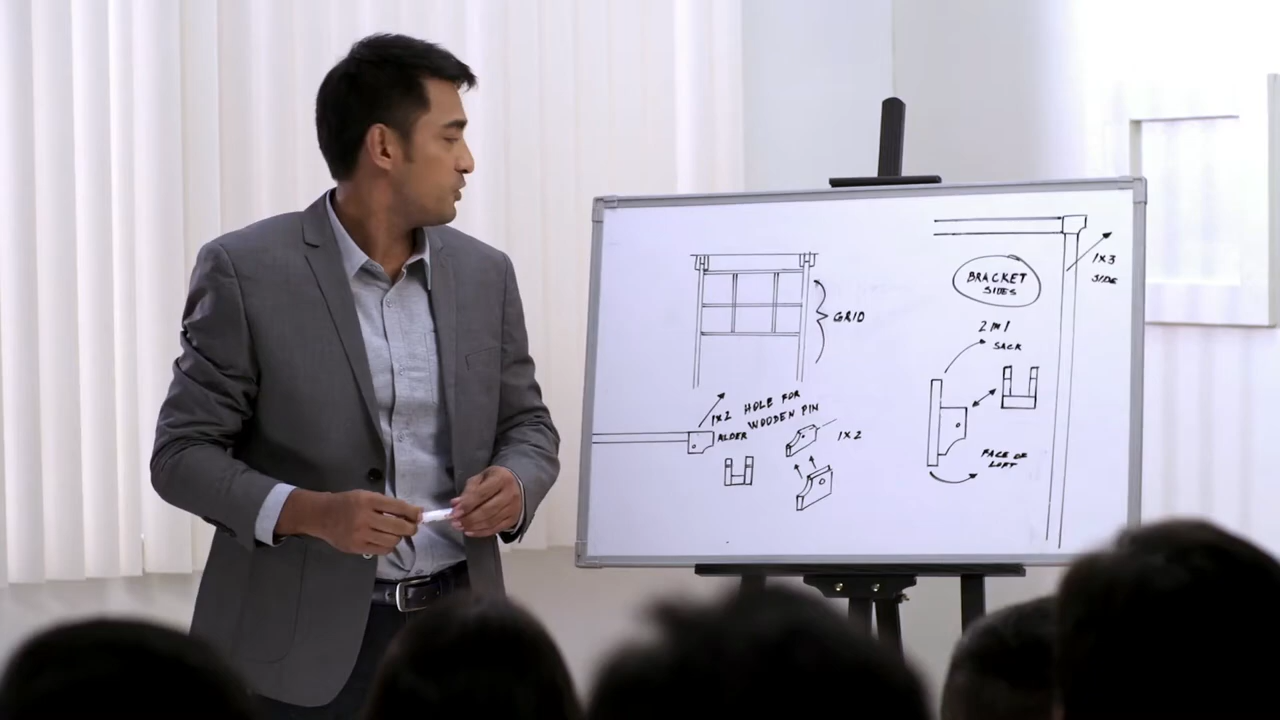 GRID
1X2
ALDER
HOLE FOR
WOODEN PIN
1X2
BRACKET
SIDES
1X3
SIDE
2 IN 1
SACK
FACE OF
LOFT